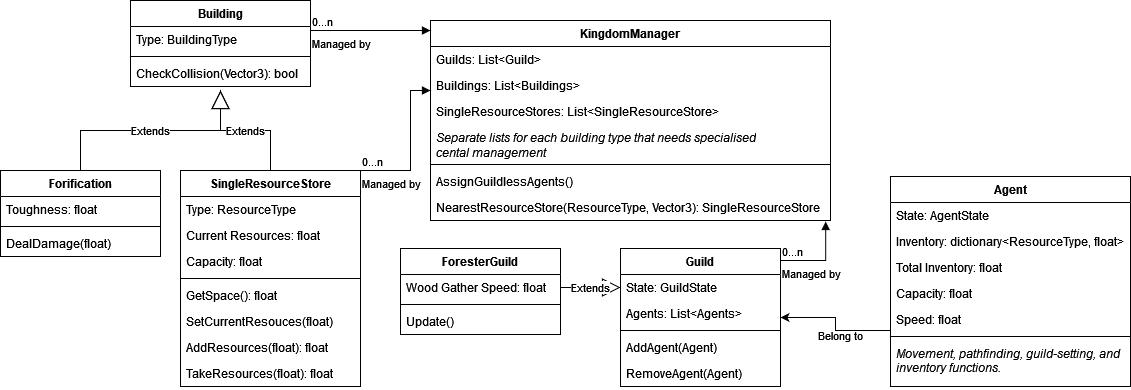 Building
Type: BuildingType
CheckCollision(Vector3): bool
0...n
Managed by
KingdomManager
Guilds: List<Guild>
Buildings: List<Buildings>
SingleResourceStores: List<SingleResourceStore>
Separate lists for each building type that needs specialised
cental management
AssignGuildlessAgents()
NearestResourceStore(ResourceType, Vector3): SingleResourceStore
Extends
Extends
0...n
Managed by
Forification
Toughness: float
DealDamage(float)
SingleResourceStore
Type: ResourceType
Current Resources: float
Capacity: float
GetSpace(): float
SetCurrentResouces(float)
AddResources(float): float
TakeResources(float): float
ForesterGuild
Wood Gather Speed: float
Update()
Extends
Guild
State: GuildState
Agents: List<Agents>
AddAgent(Agent)
RemoveAgent(Agent)
0...n
Managed by
Belong to
Agent
State: AgentState
Inventory: dictionary<ResourceType, float>
Total Inventory: float
Capacity: float
Speed: float
Movement, pathfinding, guild-setting, and
inventory functions.